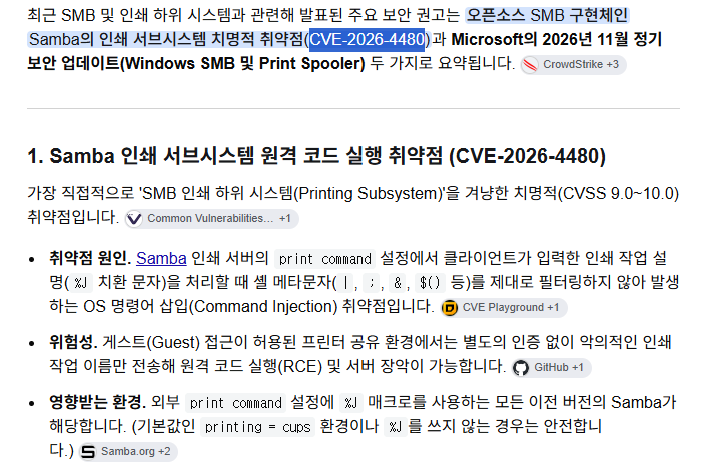 최근 SMB 및 인쇄 하위 시스템과 관련해 발표된 주요 보안 권고는 오픈소스 SMB 구현체인
Samba의 인쇄 서브시스템 치명적 취약점(CVE-2026-4480)과 Microsoft의 2026년 11월 정기
보안 업데이트(Windows SMB 및 Print Spooler) 두 가지로 요약됩니다. CrowdStrike +3
1. Samba 인쇄 서브시스템 원격 코드 실행 취약점 (CVE-2026-4480)
가장 직접적으로 'SMB 인쇄 하위 시스템(Printing Subsystem)'을 겨냥한 치명적(CVSS 9.0~10.0)
취약점입니다. Common Vulnerabilities... +1
• 취약점 원인. Samba 인쇄 서버의 print command 설정에서 클라이언트가 입력한 인쇄 작업 설
명( %J 치환 문자)을 처리할 때 셸 메타문자( |, ;, &, $() 등)를 제대로 필터링하지 않아 발생
하는 OS 명령어 삽입(Command Injection) 취약점입니다. CVE Playground +1
• 위험성. 게스트(Guest) 접근이 허용된 프린터 공유 환경에서는 별도의 인증 없이 악의적인 인쇄
작업 이름만 전송해 원격 코드 실행(RCE) 및 서버 장악이 가능합니다. GitHub +1
• 영향받는 환경. 외부 print command 설정에 %J 매크로를 사용하는 모든 이전 버전의 Samba가
해당합니다. (기본값인 printing = cups 환경이나 %J 를 쓰지 않는 경우는 안전합니
다.) Samba.org +2